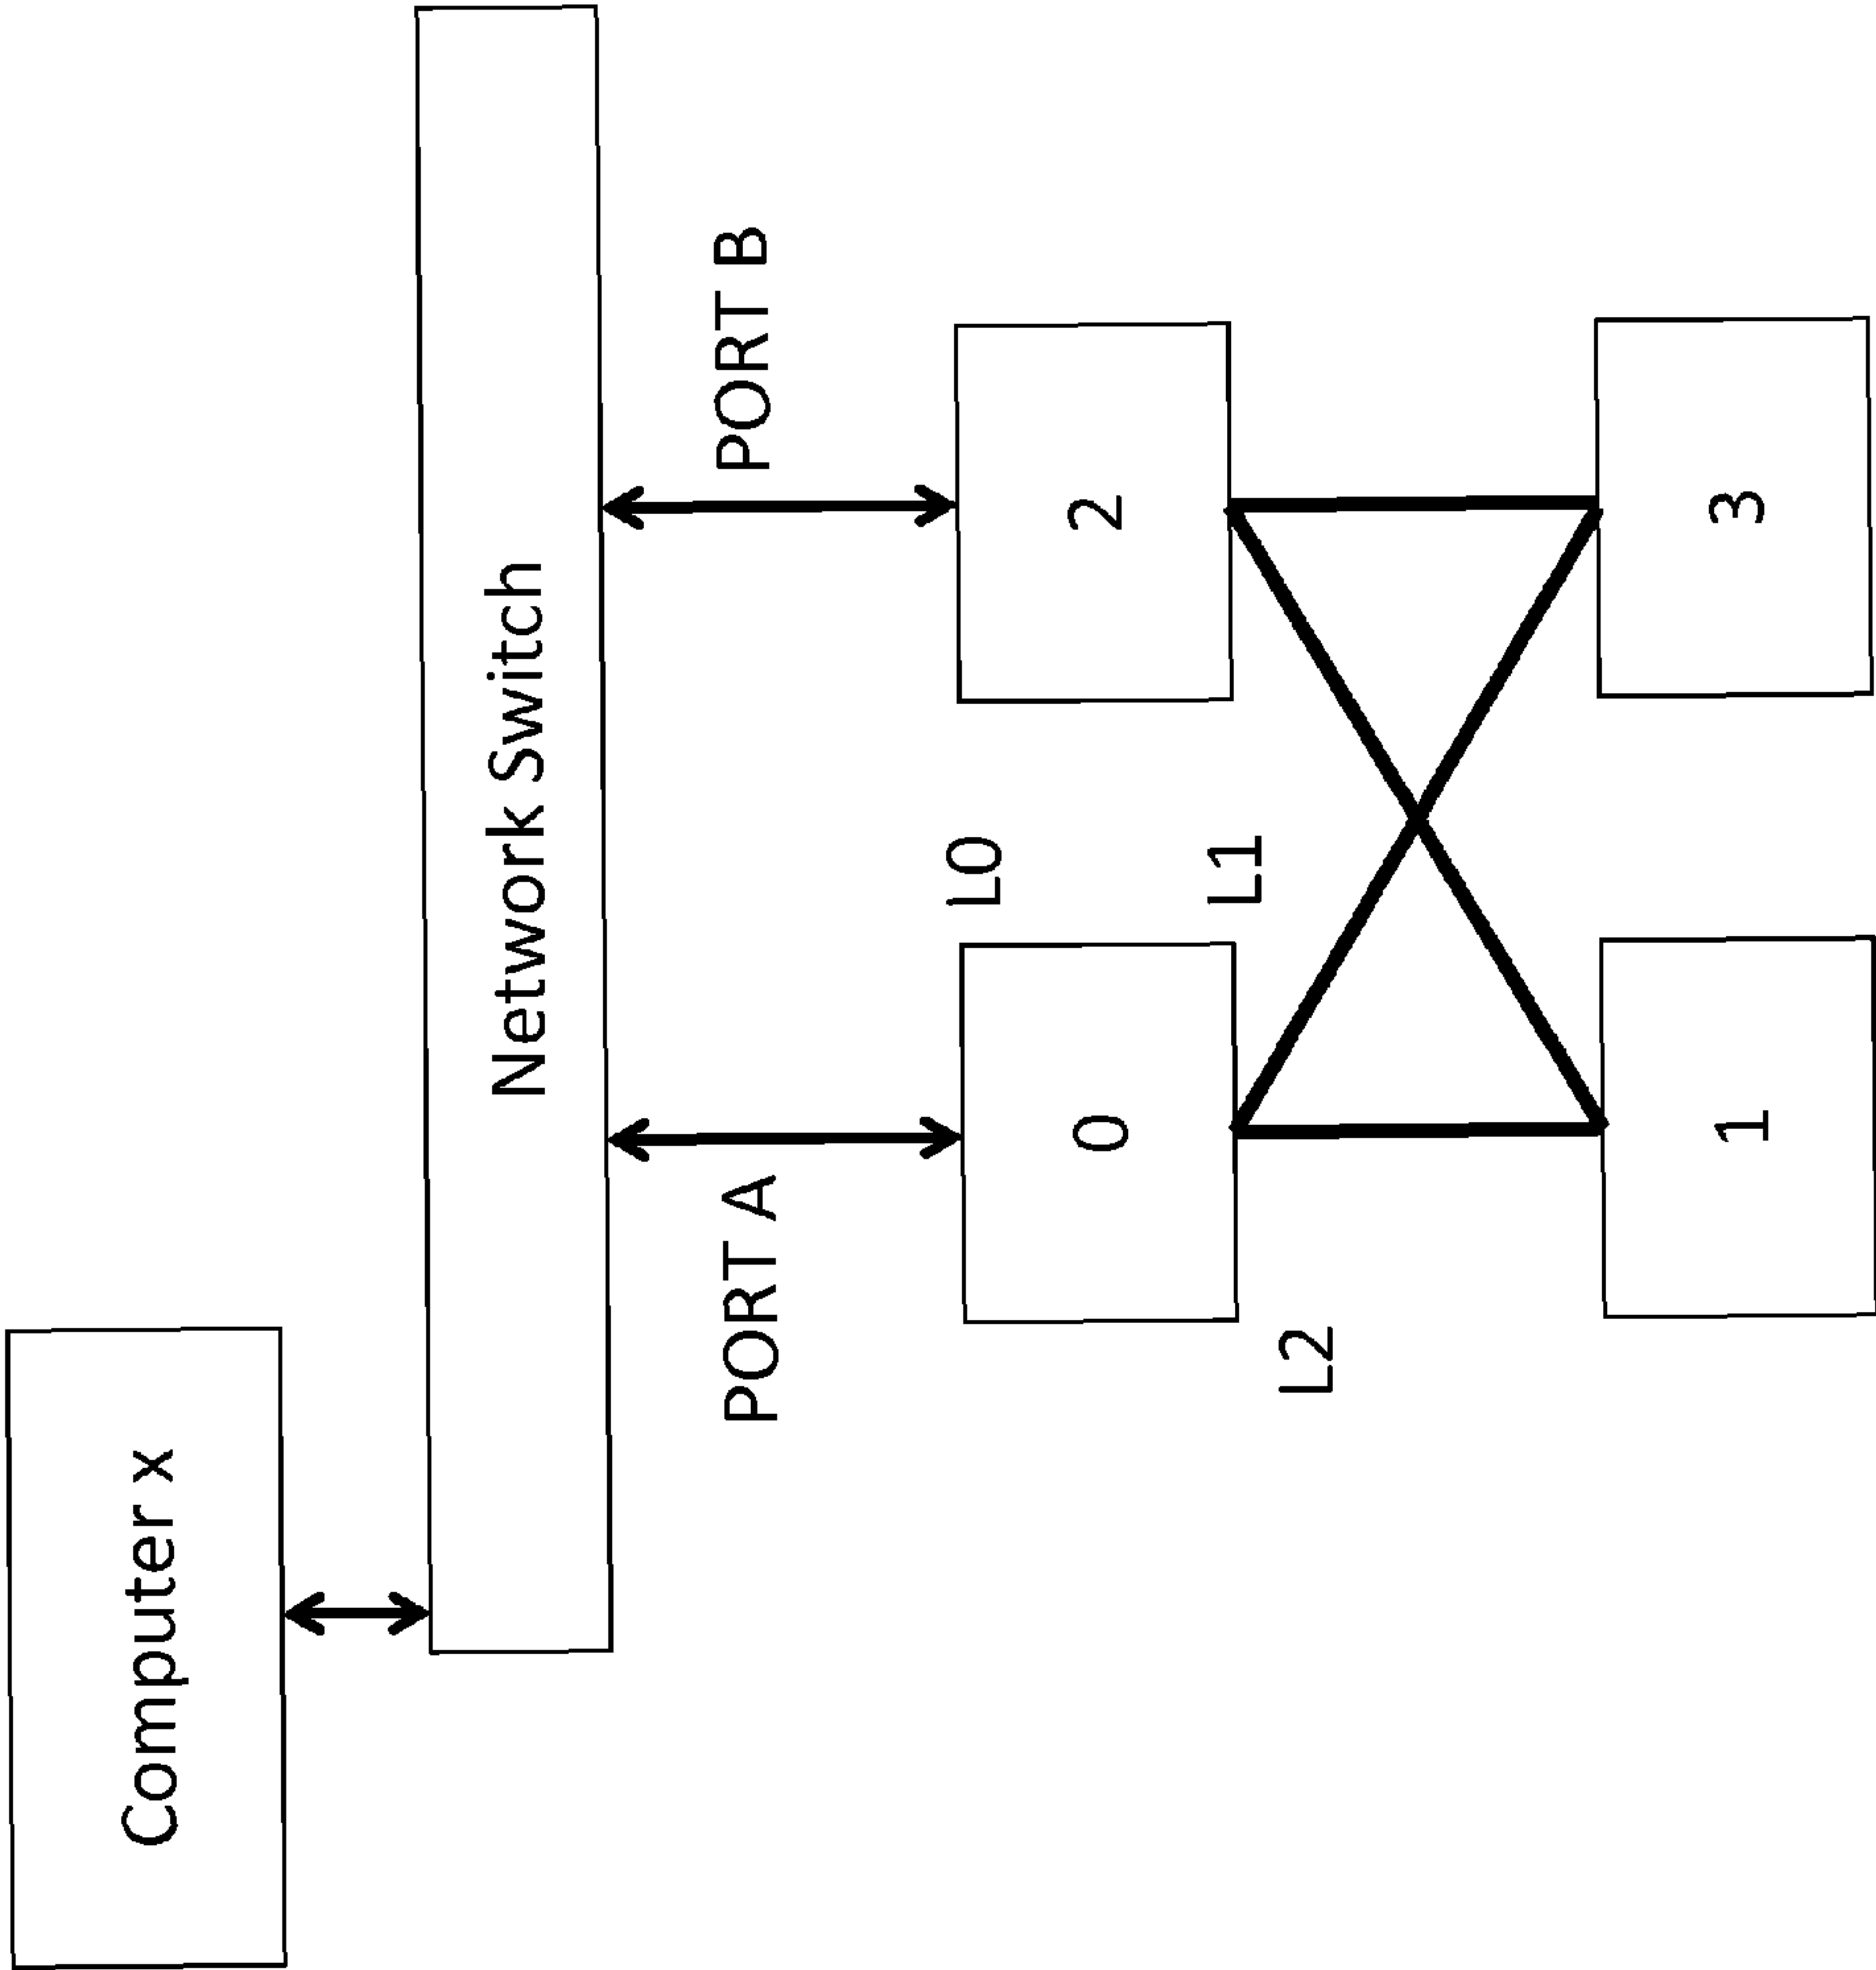 Computer x
Network Switch
PORT A
PORT B
L0
0
2
L1
L2
1
3